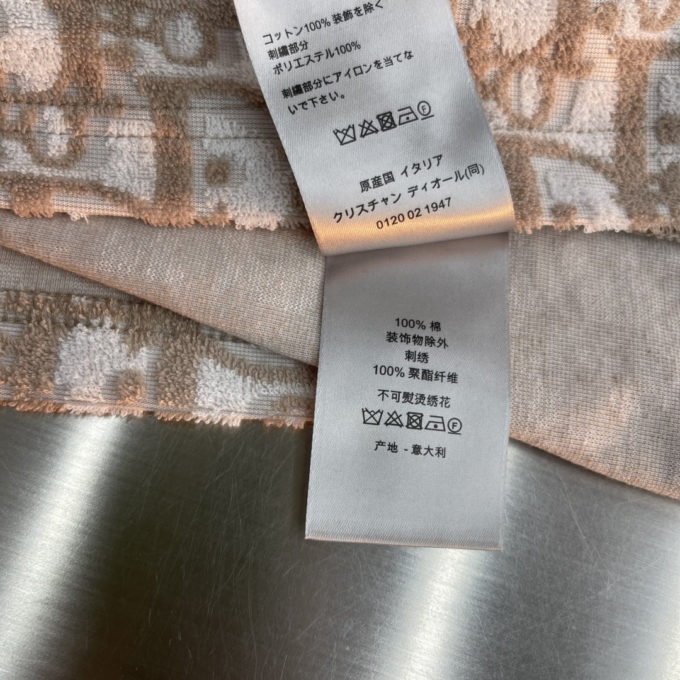 コットン100% 装飾を除く
刺繍部分
ポリエステル100%
刺繍部分にアイロンを当てな
いで下さい。
原産国 イタリア
クリスチャン ディオール(同)
0120 02 1947
100% 棉
装饰物除外
刺绣
100% 聚酯纤维
不可熨烫绣花
产地 - 意大利